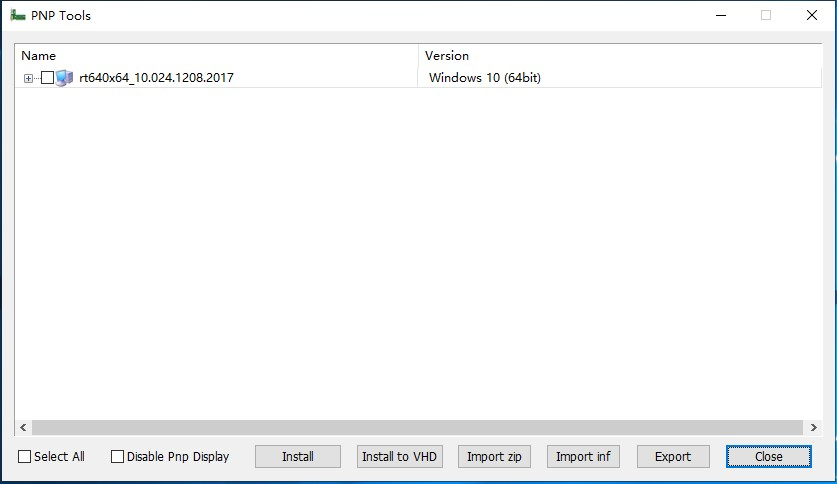 PNP Tools
Name Version
rt640x64_10.024.1208.2017 Windows 10 (64bit)
Select All Disable Pnp Display Install Install to VHD Import zip Import inf Export Close